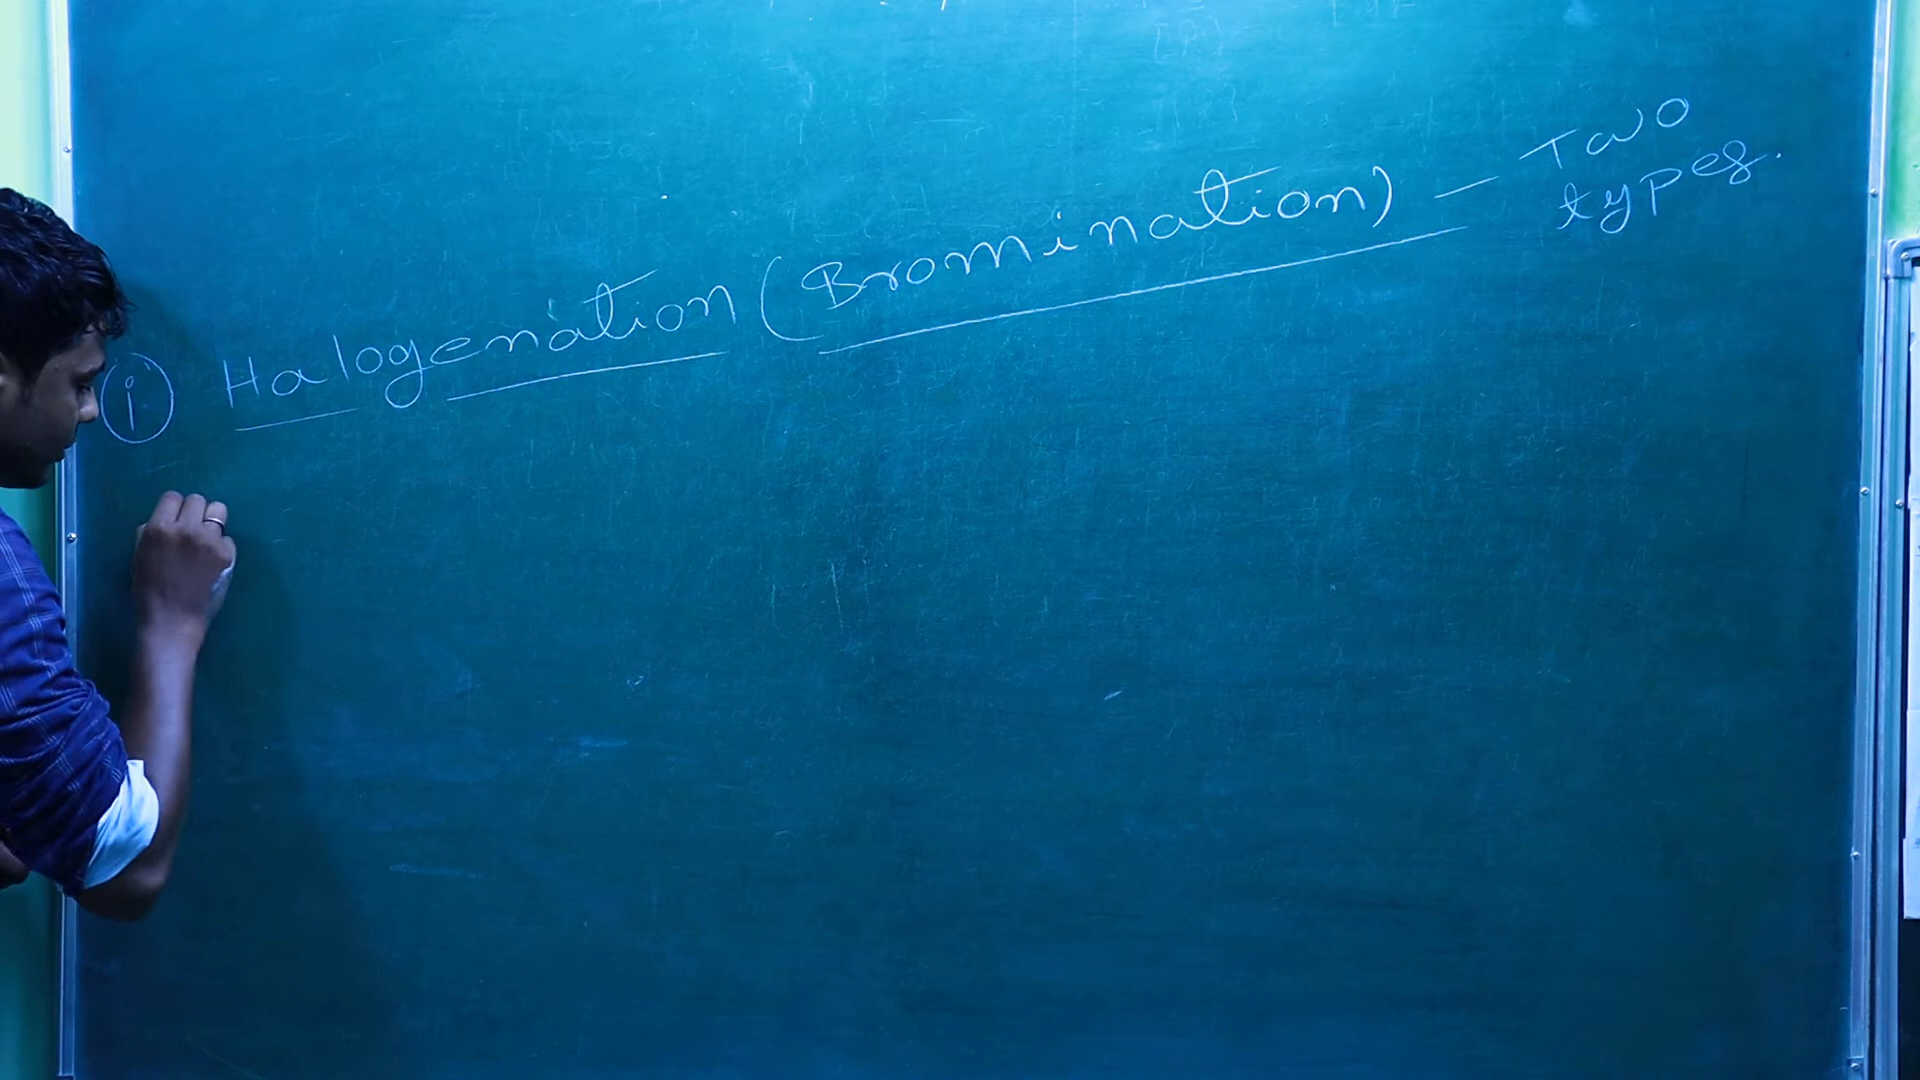 (i) Halogenation (Bromination) – Two
types.